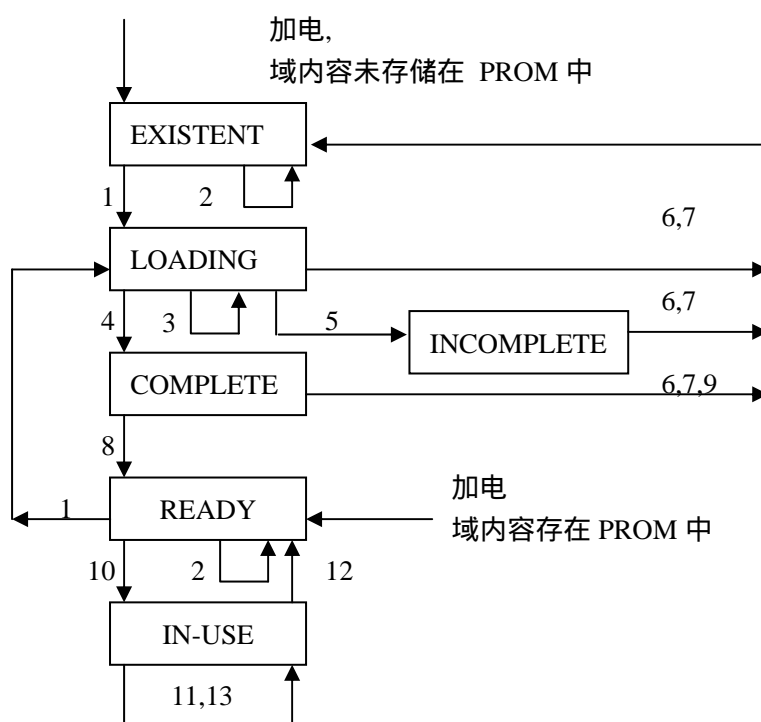 加电,
域内容未存储在 PROM 中
EXISTENT
1 2
6,7
LOADING
6,7
4 3 5
INCOMPLETE
COMPLETE
6,7,9
8
加电
1 READY
域内容存在 PROM 中
10 2 12
IN-USE
11,13